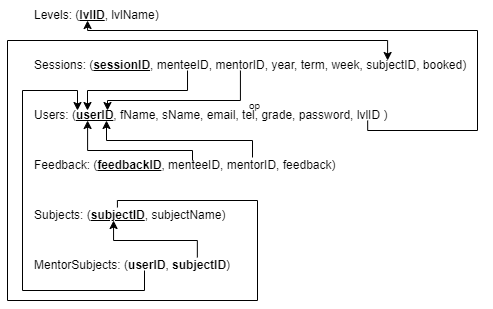 Levels: (lvlID, lvlName)
Sessions: (sessionID, menteeID, mentorID, year, term, week, subjectID, booked)
op
Users: (userID, fName, sName, email, tel, grade, password, lvlID )
Feedback: (feedbackID, menteeID, mentorID, feedback)
Subjects: (subjectID, subjectName)
MentorSubjects: (userID, subjectID)